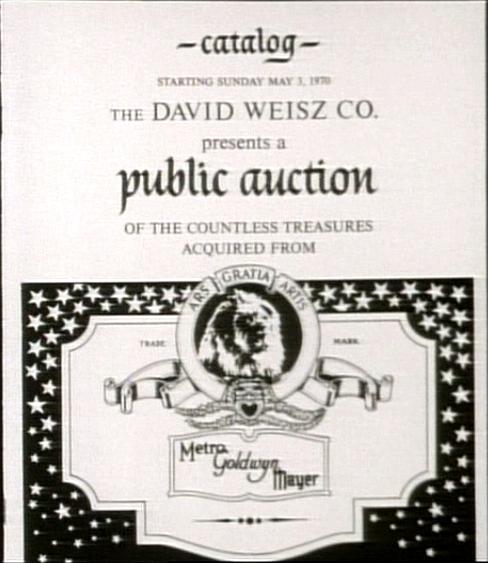 -catalog-
STARTING SUNDAY MAY 3, 1970
THE DAVID WEISZ CO.
presents a
public auction
OF THE COUNTLESS TREASURES
ACQUIRED FROM
ARS GRATIA ARTIS
TRADE MARK
Metro
Goldwyn
Mayer